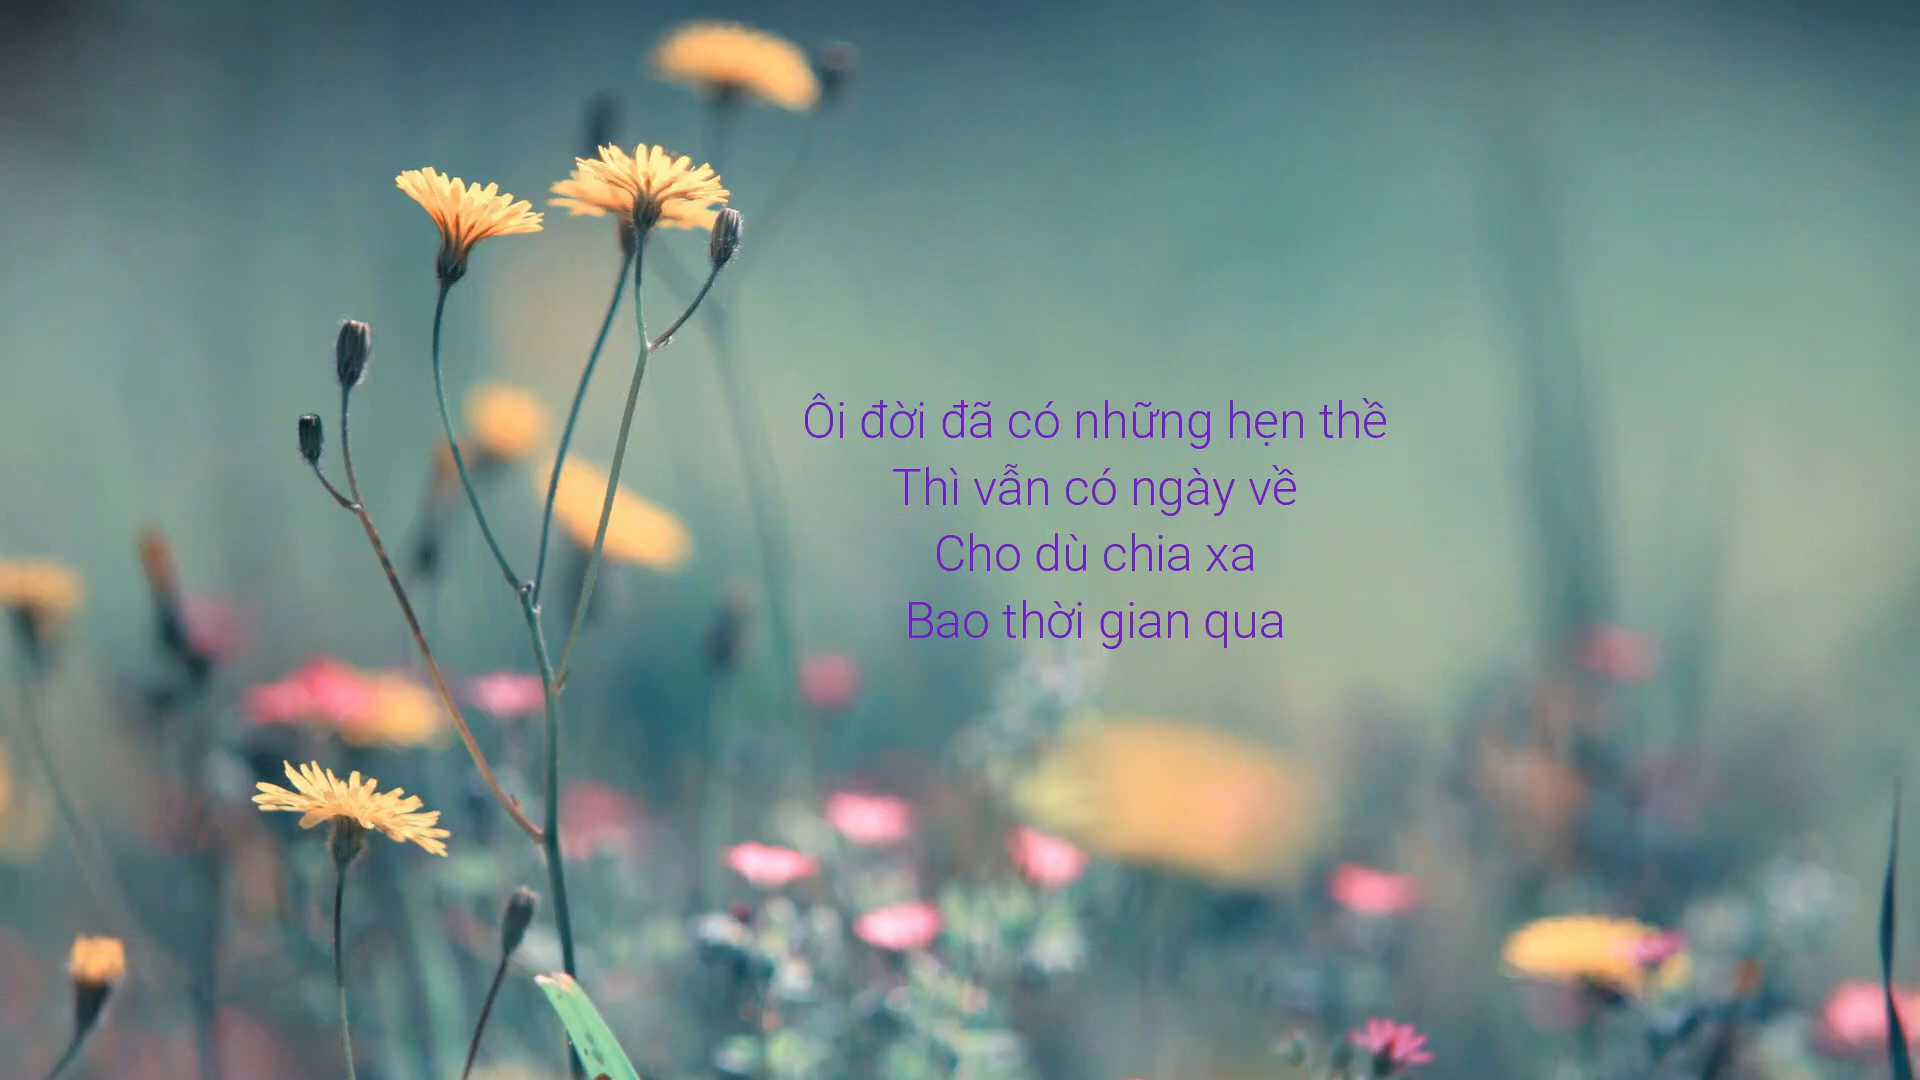 Ôi đời đã có những hẹn thề
Thì vẫn có ngày về
Cho dù chia xa
Bao thời gian qua